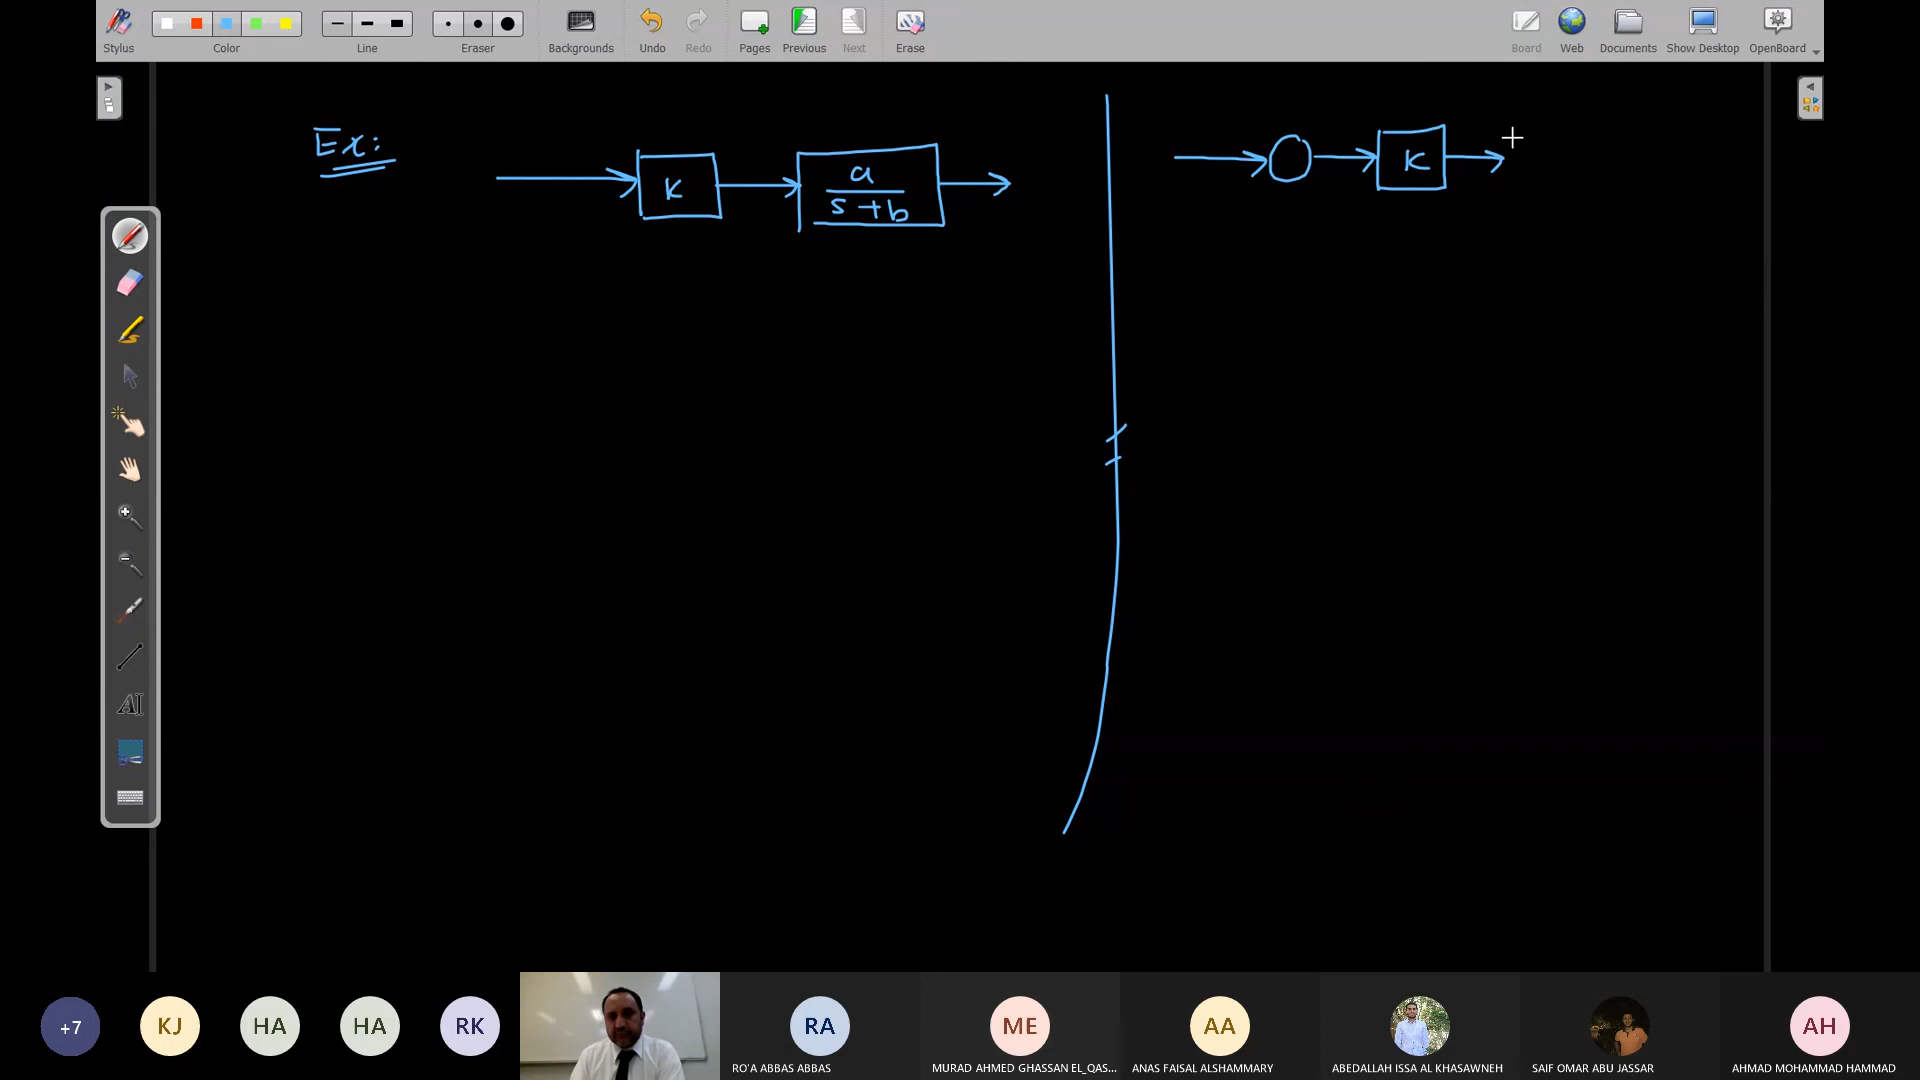 Stylus
Color
Line
Eraser
Backgrounds
Undo
Redo
Pages
Previous
Next
Erase
Board
Web
Documents
Show Desktop
OpenBoard
Ex:
K
a
s+b
K
AI
+7
KJ
HA
HA
RK
RA
RO'A ABBAS ABBAS
ME
MURAD AHMED GHASSAN EL_QAS...
AA
ANAS FAISAL ALSHAMMARY
ABEDALLAH ISSA AL KHASAWNEH
SAIF OMAR ABU JASSAR
AH
AHMAD MOHAMMAD HAMMAD